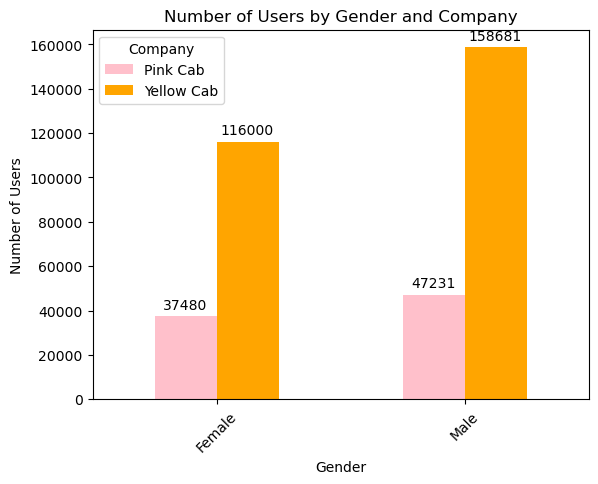 Number of Users by Gender and Company
Company
Pink Cab
Yellow Cab
160000
140000
120000
100000
80000
60000
40000
20000
0
Number of Users
37480
116000
47231
158681
Female
Male
Gender